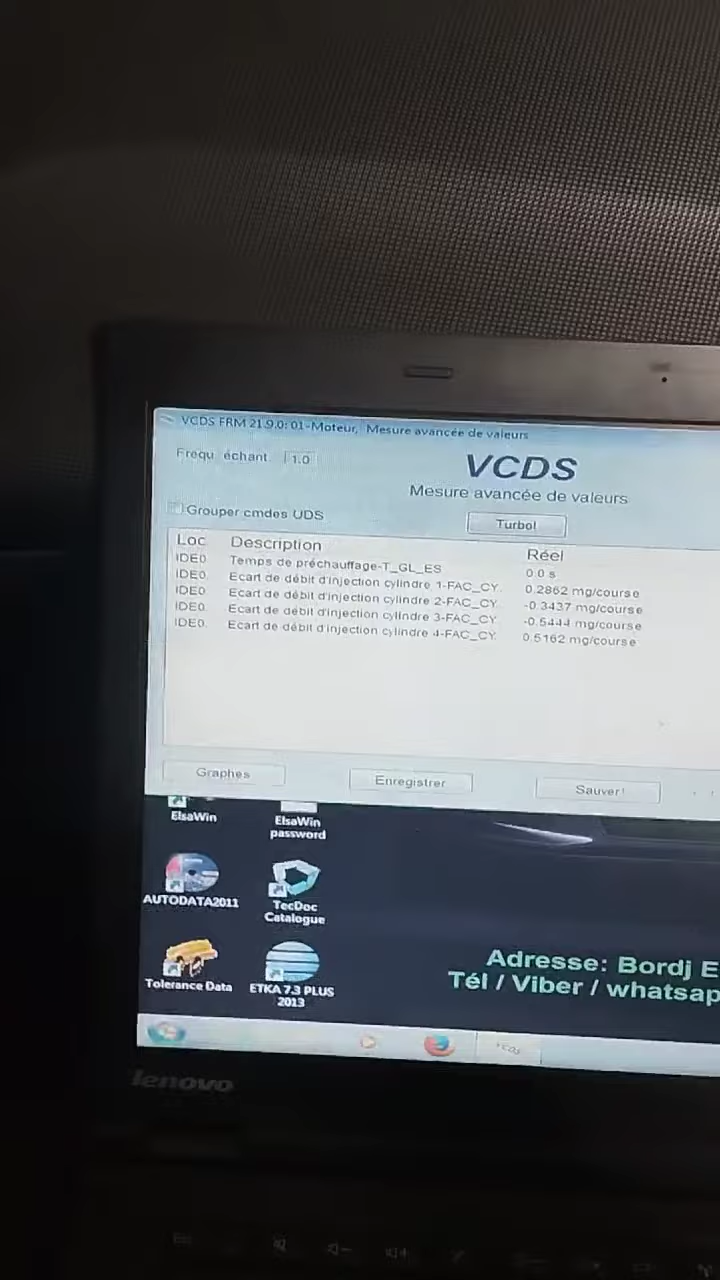 VCDS FRM 21.9.0: 01-Moteur, Mesure avancée de valeurs
Frequ échant 1.0
VCDS
Mesure avancée de valeurs
Grouper cmdes UDS
Turbo!
Loc Description Réel
IDE0 Temps de préchauffage-T_GL_ES 0.0 s
IDE0. Ecart de débit d'injection cylindre 1-FAC_CY. 0.2862 mg/course
IDE0. Ecart de débit d'injection cylindre 2-FAC_CY. -0.3437 mg/course
IDE0. Ecart de débit d'injection cylindre 3-FAC_CY. -0.5444 mg/course
IDE0. Ecart de débit d'injection cylindre 4-FAC_CY. 0.5162 mg/course
Graphes Enregistrer Sauver!
ElsaWin
ElsaWin password
AUTODATA2011
TecDoc Catalogue
Tolerance Data
ETKA 7.3 PLUS 2013
Adresse: Bordj E
Tél / Viber / whatsap
lenovo